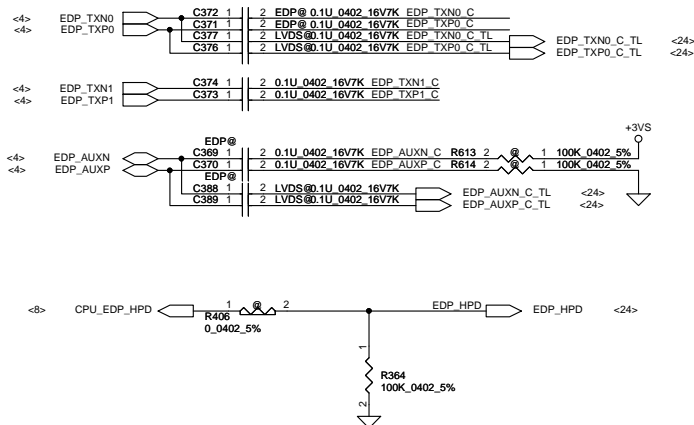 <4> EDP_TXN0 C372 1 2 EDP@ 0.1U_0402_16V7K EDP_TXN0_C
<4> EDP_TXP0 C371 1 2 EDP@ 0.1U_0402_16V7K EDP_TXP0_C
C377 1 2 LVDS@0.1U_0402_16V7K EDP_TXN0_C_TL EDP_TXN0_C_TL <24>
C376 1 2 LVDS@0.1U_0402_16V7K EDP_TXP0_C_TL EDP_TXP0_C_TL <24>
<4> EDP_TXN1 C374 1 2 0.1U_0402_16V7K EDP_TXN1_C
<4> EDP_TXP1 C373 1 2 0.1U_0402_16V7K EDP_TXP1_C
+3VS
EDP@
<4> EDP_AUXN C369 1 2 0.1U_0402_16V7K EDP_AUXN_C R613 2 @ 1 100K_0402_5%
<4> EDP_AUXP C370 1 2 0.1U_0402_16V7K EDP_AUXP_C R614 2 @ 1 100K_0402_5%
EDP@
C388 1 2 LVDS@0.1U_0402_16V7K EDP_AUXN_C_TL <24>
C389 1 2 LVDS@0.1U_0402_16V7K EDP_AUXP_C_TL <24>
<8> CPU_EDP_HPD 1 @ 2 EDP_HPD EDP_HPD <24>
R406
0_0402_5%
1
R364
100K_0402_5%
2